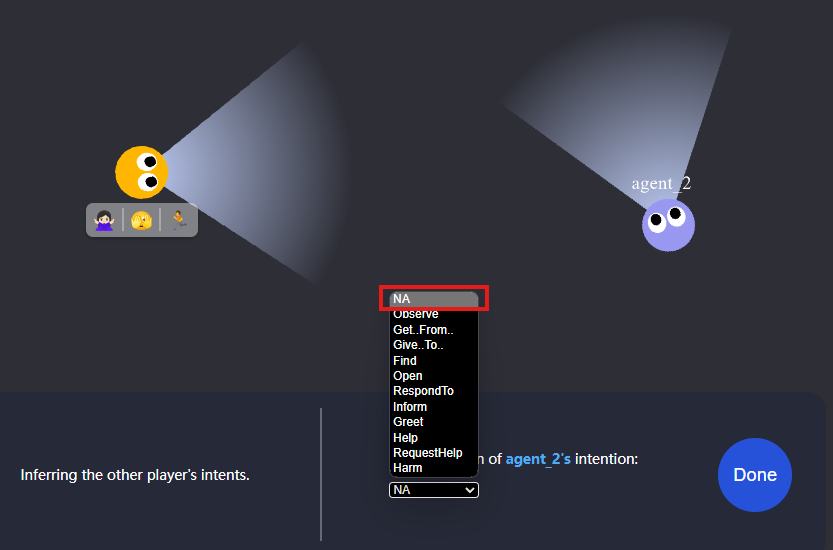 agent_2
NA
Observe
Get..From..
Give..To..
Find
Open
RespondTo
Inform
Greet
Help
RequestHelp
Harm
Inferring the other player's intents.
of agent_2's intention:
NA
Done